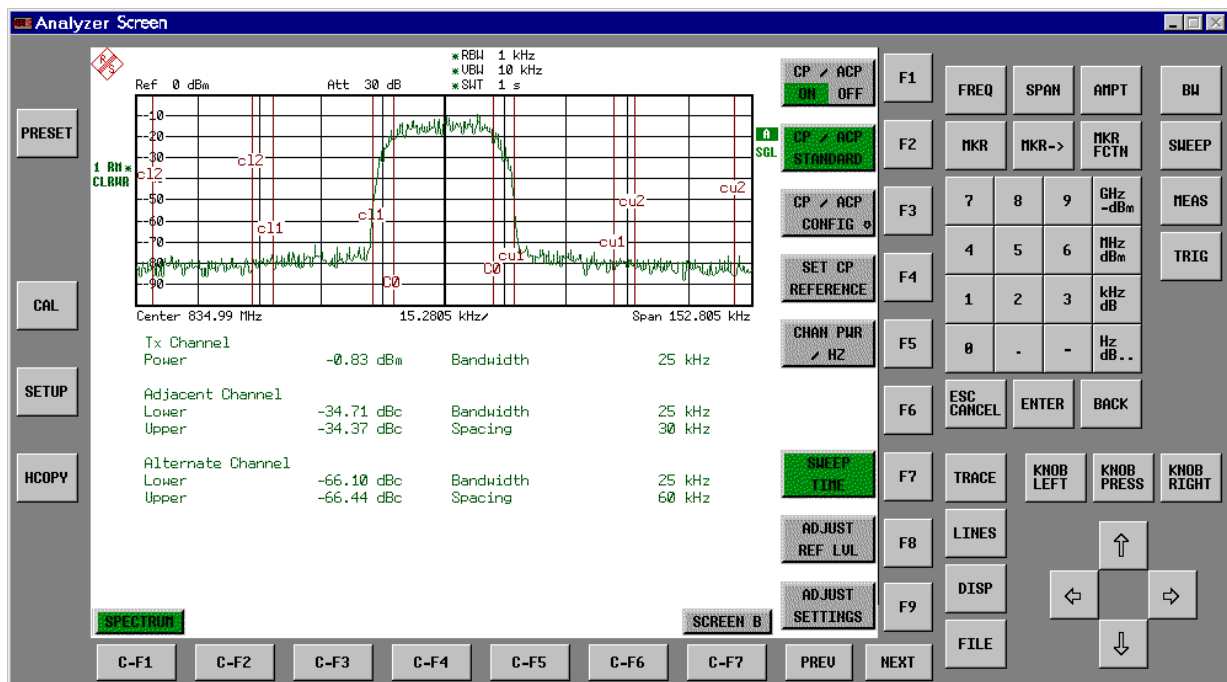 Analyzer Screen
R S
* RBW 1 kHz
* VBW 10 kHz
Ref 0 dBm Att 30 dB * SWT 1 s
-10
-20
-30
-50
-60
-70
-80
-90
1 RM *
CLRWR
A
SGL
cl2
cl2
cl1
cl1
C0
C0
cu1
cu1
cu2
cu2
Center 834.99 MHz 15.2805 kHz/ Span 152.805 kHz
Tx Channel
Power -0.83 dBm Bandwidth 25 kHz
Adjacent Channel
Lower -34.71 dBc Bandwidth 25 kHz
Upper -34.37 dBc Spacing 30 kHz
Alternate Channel
Lower -66.10 dBc Bandwidth 25 kHz
Upper -66.44 dBc Spacing 60 kHz
SPECTRUM
SCREEN B
PRESET
CAL
SETUP
HCOPY
CP / ACP
ON OFF
CP / ACP
STANDARD
CP / ACP
CONFIG
SET CP
REFERENCE
CHAN PWR
/ HZ
SWEEP
TIME
ADJUST
REF LVL
ADJUST
SETTINGS
F1
F2
F3
F4
F5
F6
F7
F8
F9
FREQ SPAN AMPT BW
MKR MKR-> MKR FCTN SWEEP
7 8 9 GHz -dBm MEAS
4 5 6 MHz dBm TRIG
1 2 3 kHz dB
0 . - Hz dB..
ESC CANCEL ENTER BACK
TRACE KNOB LEFT KNOB PRESS KNOB RIGHT
LINES
DISP
FILE
C-F1 C-F2 C-F3 C-F4 C-F5 C-F6 C-F7 PREV NEXT